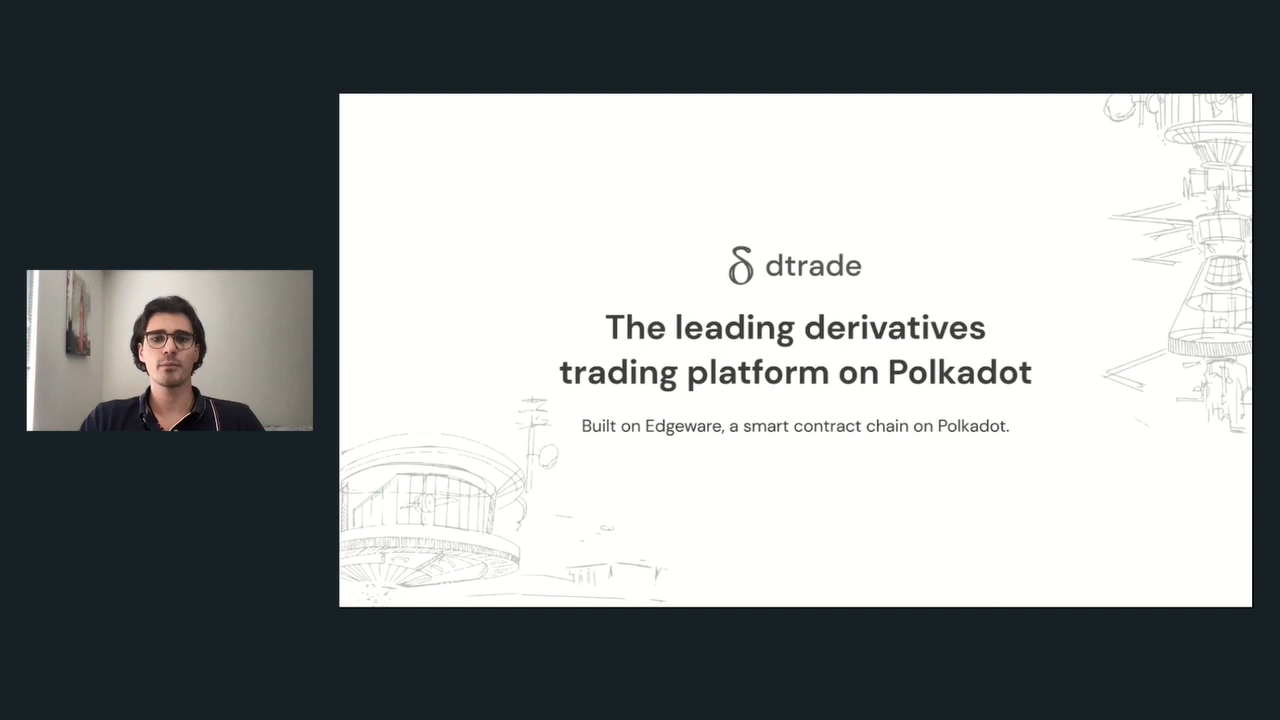 dtrade
The leading derivatives
trading platform on Polkadot
Built on Edgeware, a smart contract chain on Polkadot.